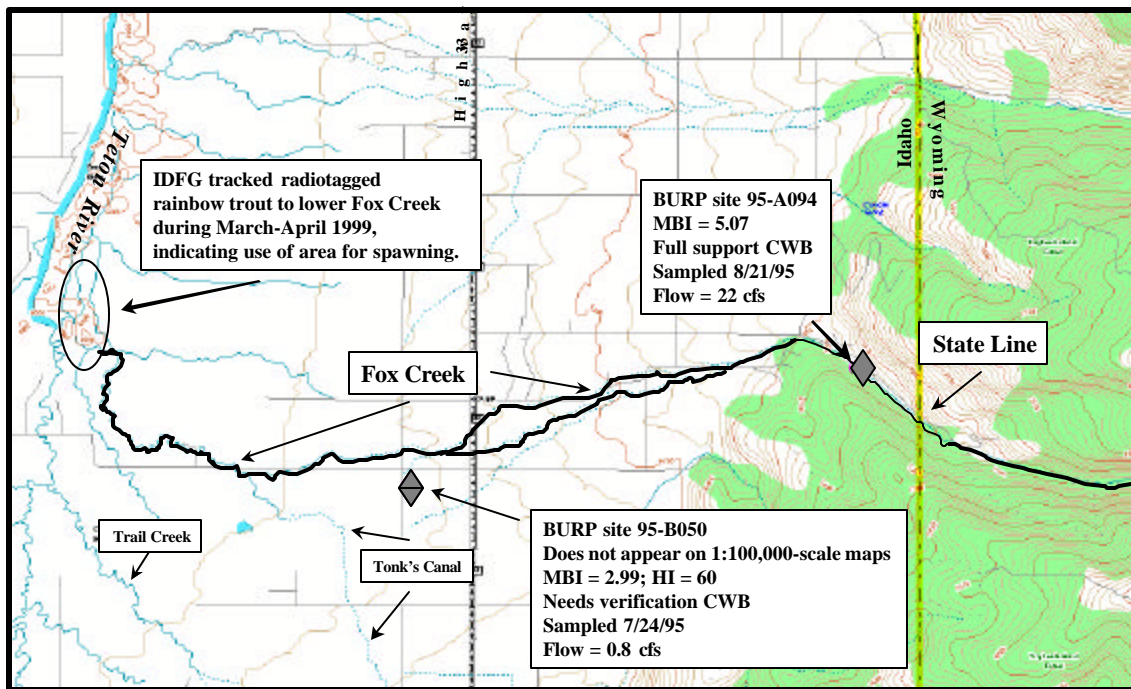 Highway 33
Teton River
Idaho
Wyoming
IDFG tracked radiotagged
rainbow trout to lower Fox Creek
during March-April 1999,
indicating use of area for spawning.
BURP site 95-A094
MBI = 5.07
Full support CWB
Sampled 8/21/95
Flow = 22 cfs
State Line
Fox Creek
Trail Creek
Tonk's Canal
BURP site 95-B050
Does not appear on 1:100,000-scale maps
MBI = 2.99; HI = 60
Needs verification CWB
Sampled 7/24/95
Flow = 0.8 cfs